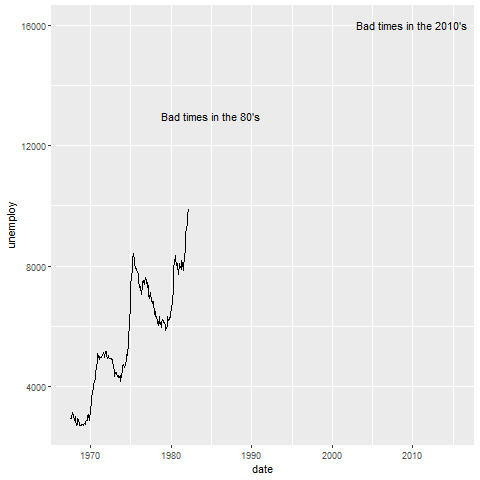 Bad times in the 2010's
Bad times in the 80's
16000
12000
8000
4000
unemploy
1970 1980 1990 2000 2010
date